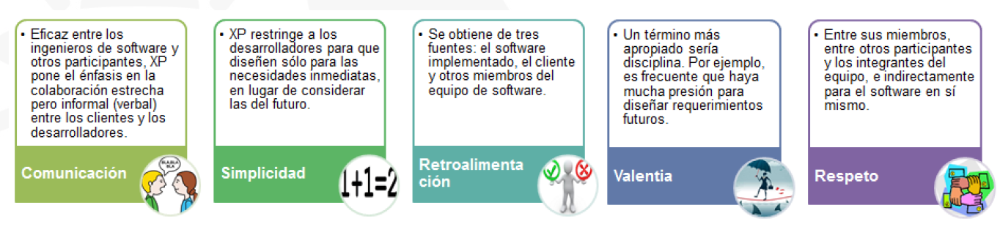 • Eficaz entre los
ingenieros de software y
otros participantes, XP
pone el énfasis en la
colaboración estrecha
pero informal (verbal)
entre los clientes y los
desarrolladores.
Comunicación
BLA,BLA
BLA
• XP restringe a los
desarrolladores para que
diseñen sólo para las
necesidades inmediatas,
en lugar de considerar
las del futuro.
Simplicidad
1+1=2
• Se obtiene de tres
fuentes: el software
implementado, el cliente
y otros miembros del
equipo de software.
Retroalimenta
ción
• Un término más
apropiado sería
disciplina. Por ejemplo,
es frecuente que haya
mucha presión para
diseñar requerimientos
futuros.
Valentia
• Entre sus miembros,
entre otros participantes
y los integrantes del
equipo, e indirectamente
para el software en sí
mismo.
Respeto